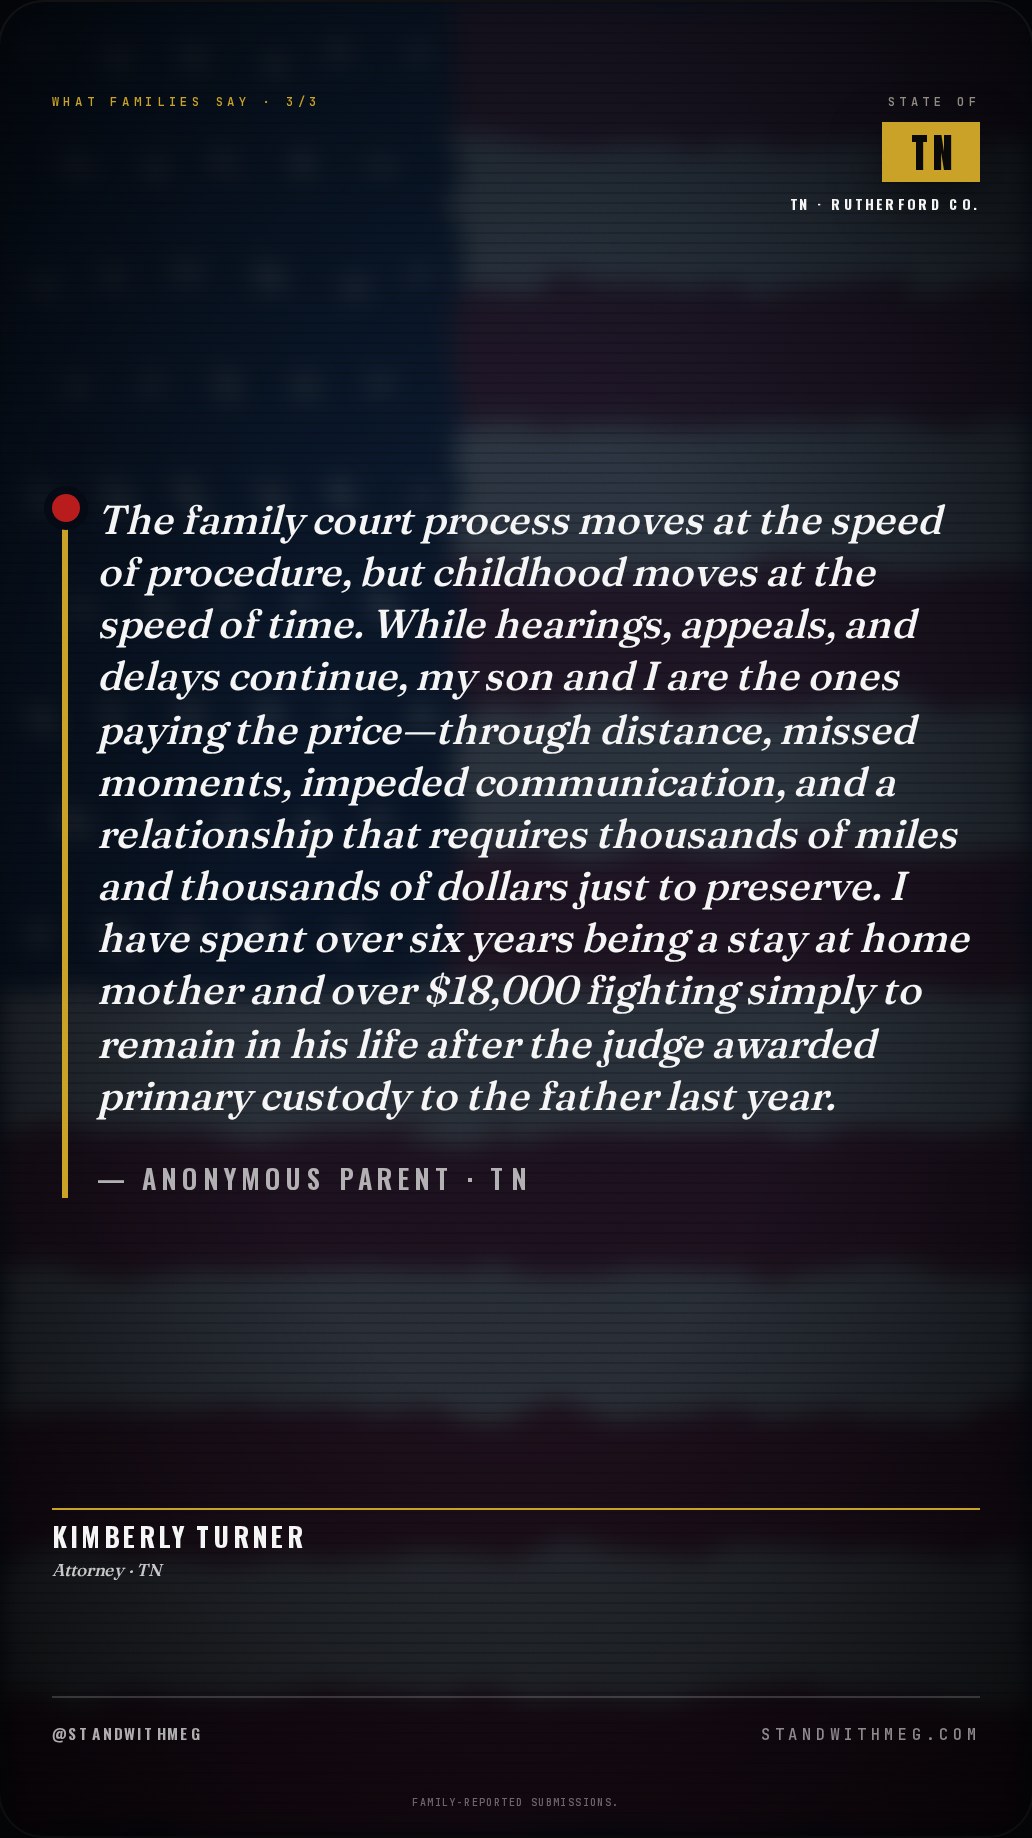 WHAT FAMILIES SAY · 3/3
STATE OF
TN
TN · RUTHERFORD CO.
The family court process moves at the speed
of procedure, but childhood moves at the
speed of time. While hearings, appeals, and
delays continue, my son and I are the ones
paying the price—through distance, missed
moments, impeded communication, and a
relationship that requires thousands of miles
and thousands of dollars just to preserve. I
have spent over six years being a stay at home
mother and over $18,000 fighting simply to
remain in his life after the judge awarded
primary custody to the father last year.
— ANONYMOUS PARENT · TN
KIMBERLY TURNER
Attorney · TN
@STANDWITHMEG
STANDWITHMEG.COM
FAMILY-REPORTED SUBMISSIONS.